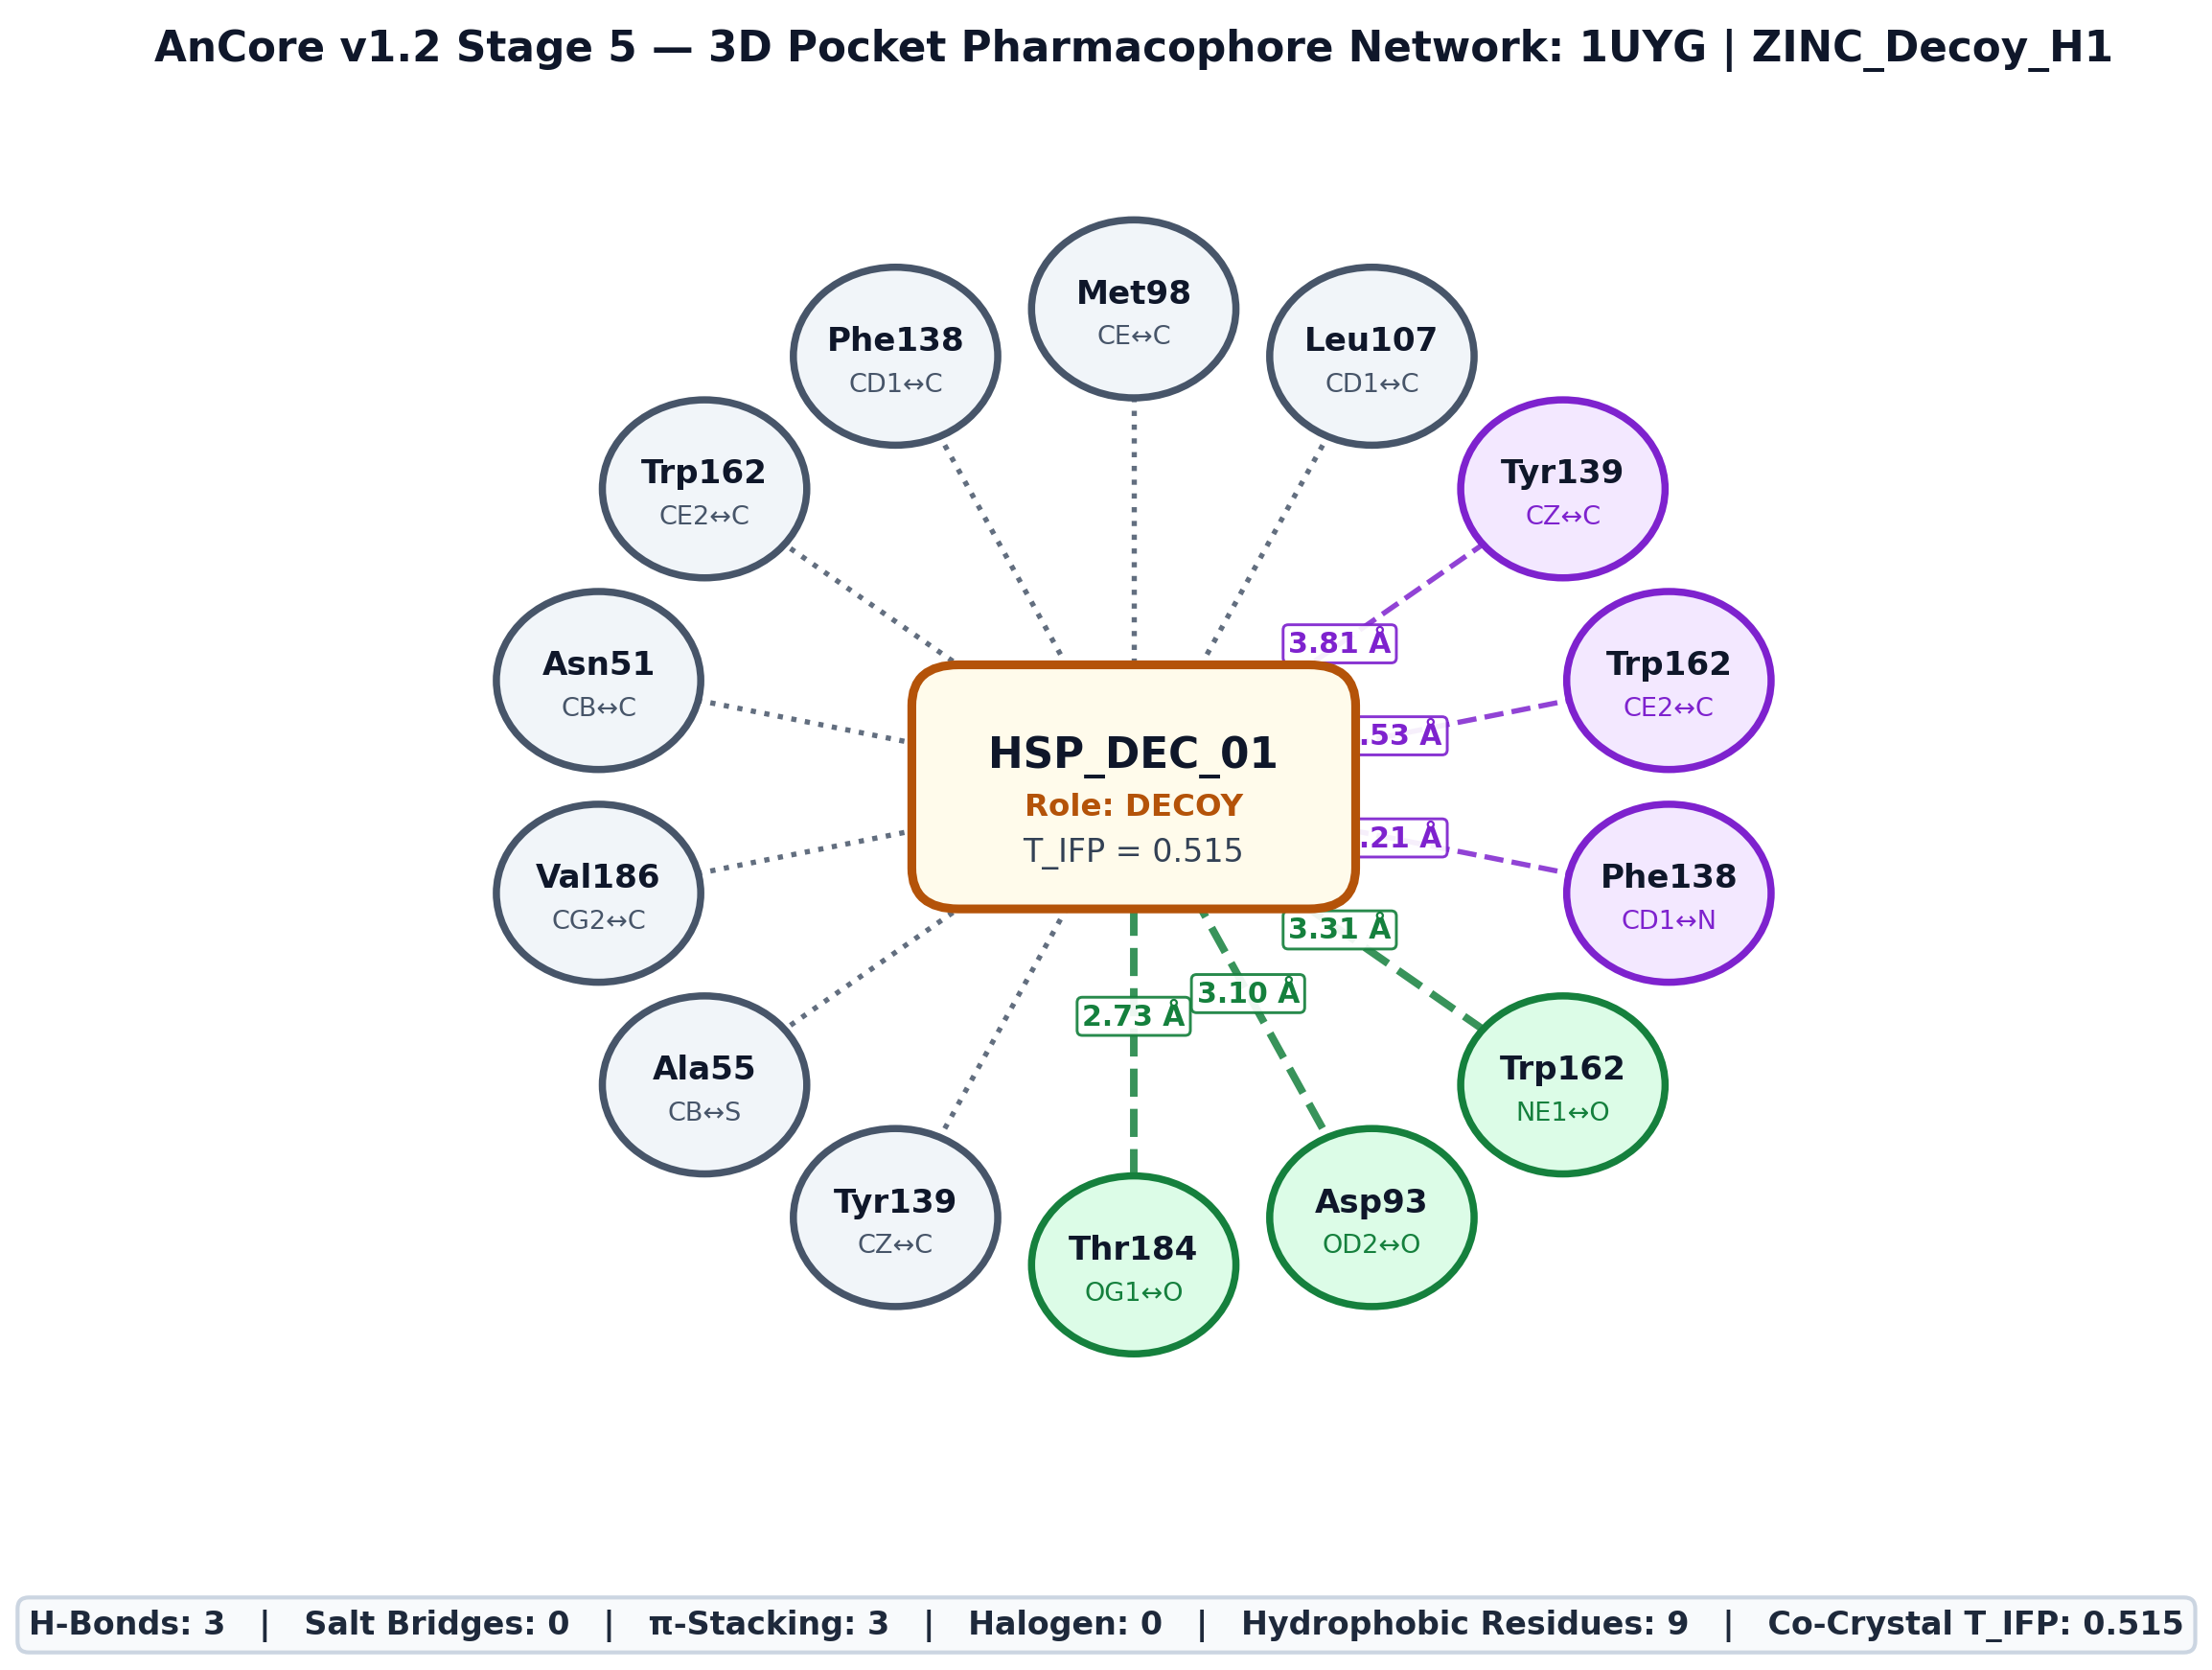 AnCore v1.2 Stage 5 — 3D Pocket Pharmacophore Network: 1UYG | ZINC_Decoy_H1
Met98
CE↔C
Phe138
CD1↔C
Leu107
CD1↔C
Trp162
CE2↔C
Tyr139
CZ↔C
3.81 Å
Asn51
CB↔C
Trp162
CE2↔C
.53 Å
HSP_DEC_01
Role: DECOY
T_IFP = 0.515
.21 Å
Val186
CG2↔C
Phe138
CD1↔N
3.31 Å
3.10 Å
2.73 Å
Ala55
CB↔S
Trp162
NE1↔O
Tyr139
CZ↔C
Asp93
OD2↔O
Thr184
OG1↔O
H-Bonds: 3 | Salt Bridges: 0 | π-Stacking: 3 | Halogen: 0 | Hydrophobic Residues: 9 | Co-Crystal T_IFP: 0.515